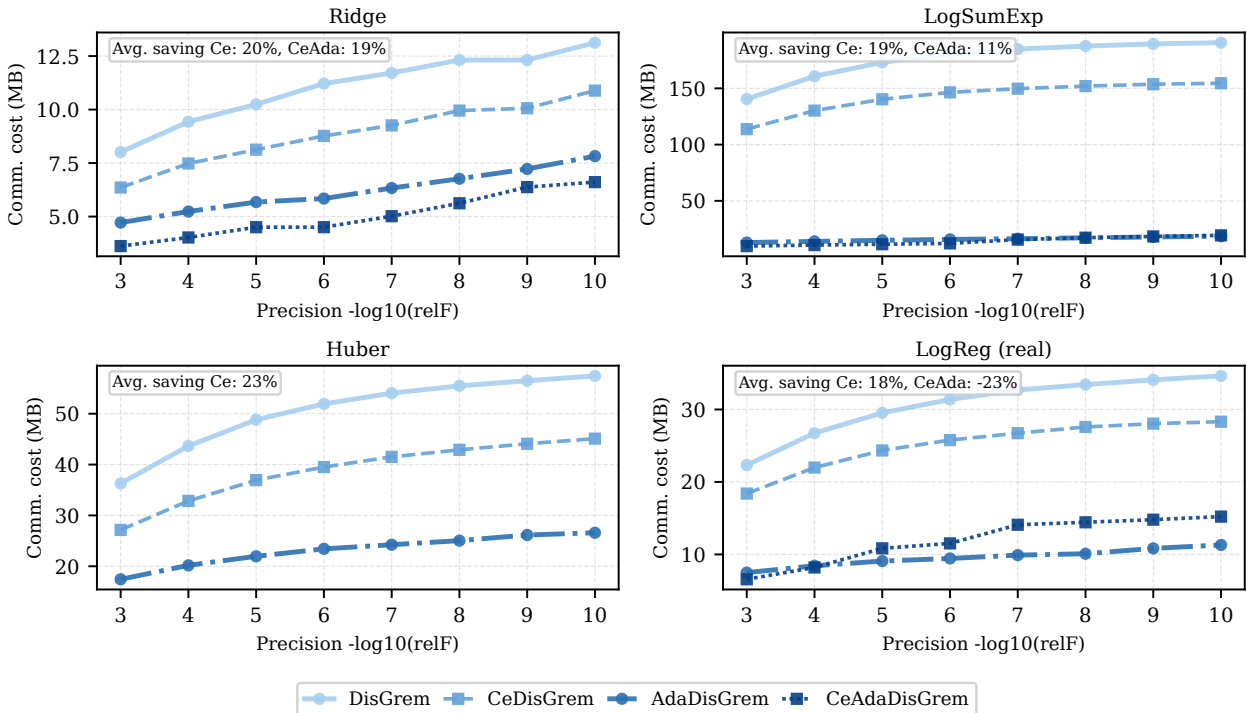 Ridge
Avg. saving Ce: 20%, CeAda: 19%
Comm. cost (MB)
12.5
10.0
7.5
5.0
3 4 5 6 7 8 9 10
Precision -log10(relF)
LogSumExp
Avg. saving Ce: 19%, CeAda: 11%
Comm. cost (MB)
150
100
50
3 4 5 6 7 8 9 10
Precision -log10(relF)
Huber
Avg. saving Ce: 23%
Comm. cost (MB)
50
40
30
20
3 4 5 6 7 8 9 10
Precision -log10(relF)
LogReg (real)
Avg. saving Ce: 18%, CeAda: -23%
Comm. cost (MB)
30
20
10
3 4 5 6 7 8 9 10
Precision -log10(relF)
DisGrem CeDisGrem AdaDisGrem CeAdaDisGrem